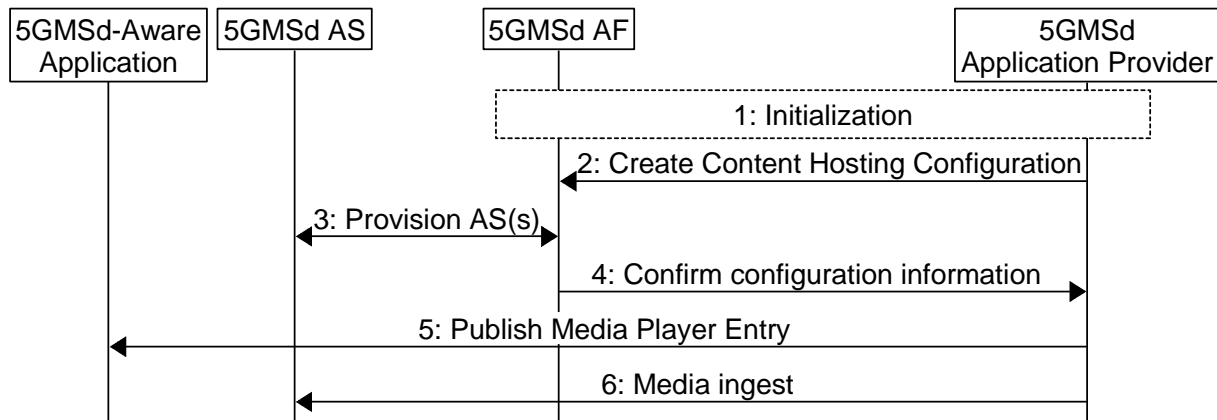 5GMSd-Aware
Application
5GMSd AS
5GMSd AF
5GMSd
Application Provider
1: Initialization
2: Create Content Hosting Configuration
3: Provision AS(s)
4: Confirm configuration information
5: Publish Media Player Entry
6: Media ingest